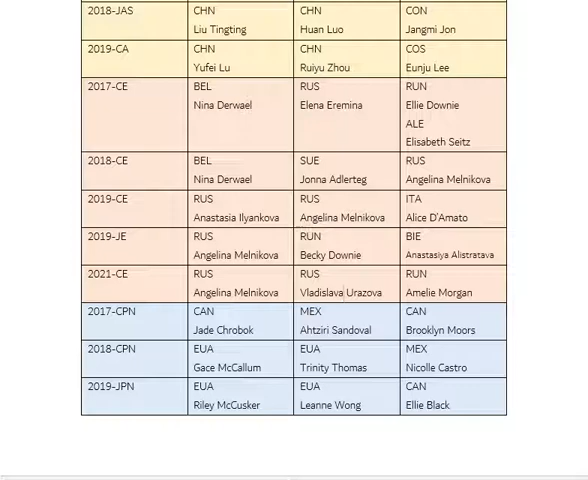 2018-JAS CHN CHN CON
Liu Tingting Huan Luo Jangmi Jon
2019-CA CHN CHN COS
Yufei Lu Ruiyu Zhou Eunju Lee
2017-CE BEL RUS RUN
Nina Derwael Elena Eremina Ellie Downie
ALE
Elisabeth Seitz
2018-CE BEL SUE RUS
Nina Derwael Jonna Adlerteg Angelina Melnikova
2019-CE RUS RUS ITA
Anastasia Ilyankova Angelina Melnikova Alice D'Amato
2019-JE RUS RUN BIE
Angelina Melnikova Becky Downie Anastasiya Alistratava
2021-CE RUS RUS RUN
Angelina Melnikova Vladislava Urazova Amelie Morgan
2017-CPN CAN MEX CAN
Jade Chrobok Ahtziri Sandoval Brooklyn Moors
2018-CPN EUA EUA MEX
Gace McCallum Trinity Thomas Nicolle Castro
2019-JPN EUA EUA CAN
Riley McCusker Leanne Wong Ellie Black